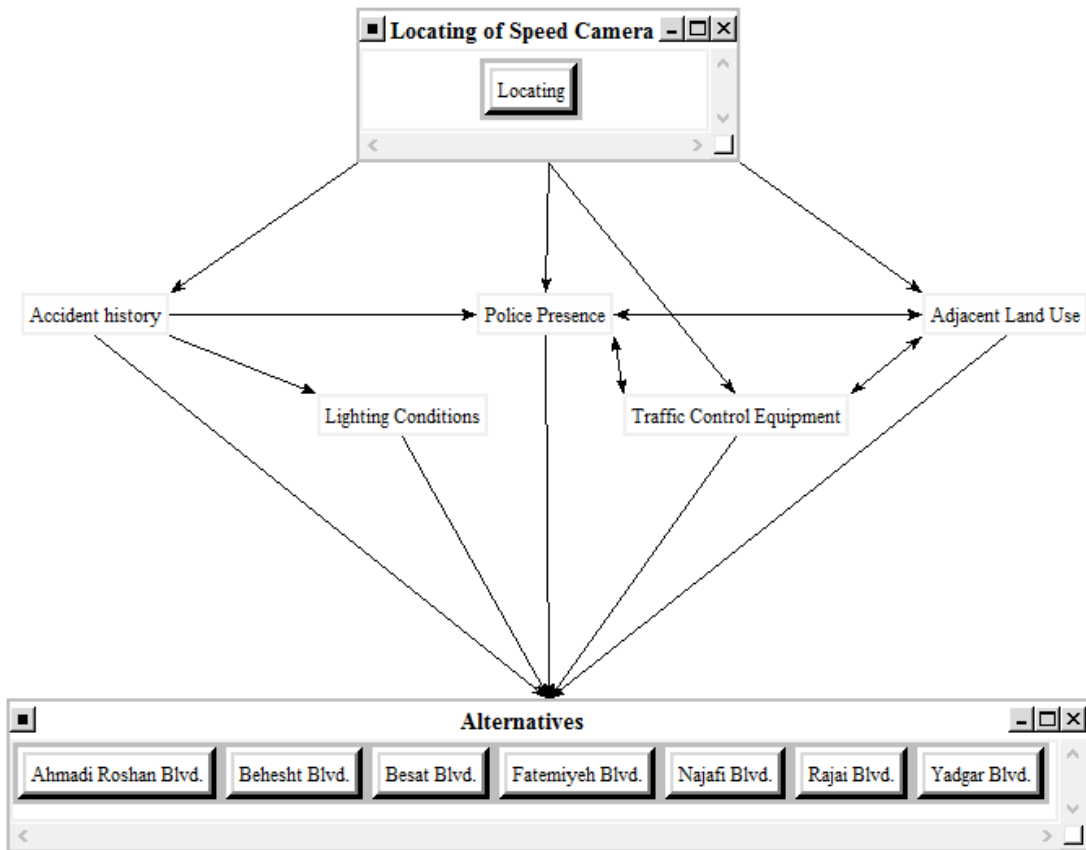 Locating of Speed Camera
Locating
Accident history
Police Presence
Adjacent Land Use
Lighting Conditions
Traffic Control Equipment
Alternatives
Ahmadi Roshan Blvd.
Behesht Blvd.
Besat Blvd.
Fatemiyeh Blvd.
Najafi Blvd.
Rajai Blvd.
Yadgar Blvd.